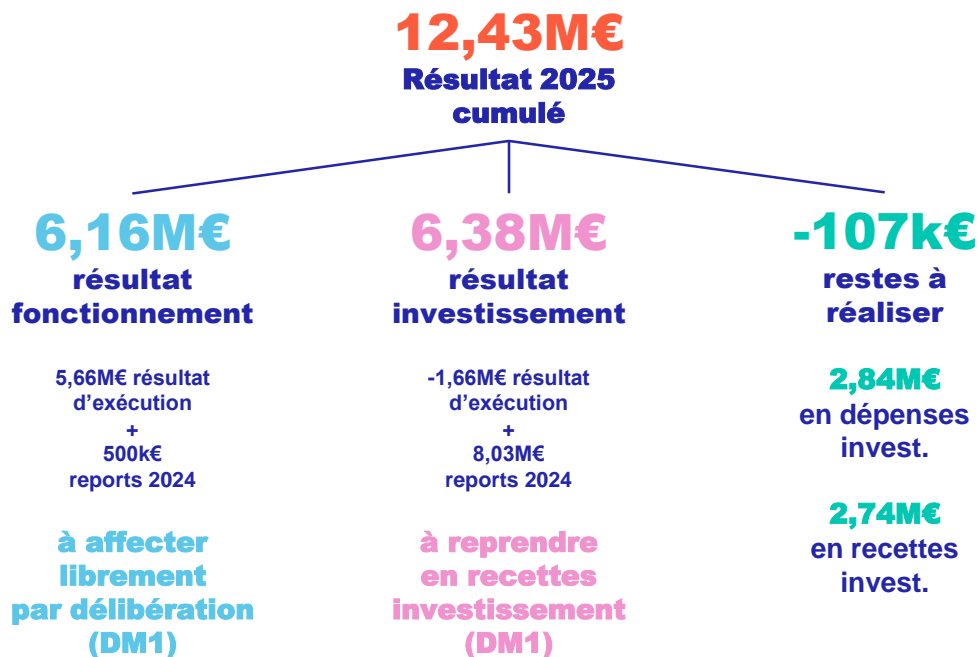 12,43M€
Résultat 2025
cumulé
6,16M€
résultat
fonctionnement
5,66M€ résultat
d’exécution
+
500k€
reports 2024
à affecter
librement
par délibération
(DM1)
6,38M€
résultat
investissement
-1,66M€ résultat
d’exécution
+
8,03M€
reports 2024
à reprendre
en recettes
investissement
(DM1)
-107k€
restes à
réaliser
2,84M€
en dépenses
invest.
2,74M€
en recettes
invest.